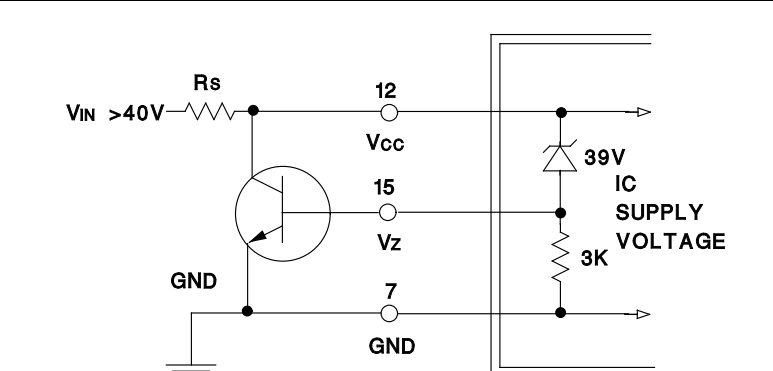 Rs
VIN >40V
12
VCC
39V
15
IC
SUPPLY
VOLTAGE
VZ
3K
GND
7
GND